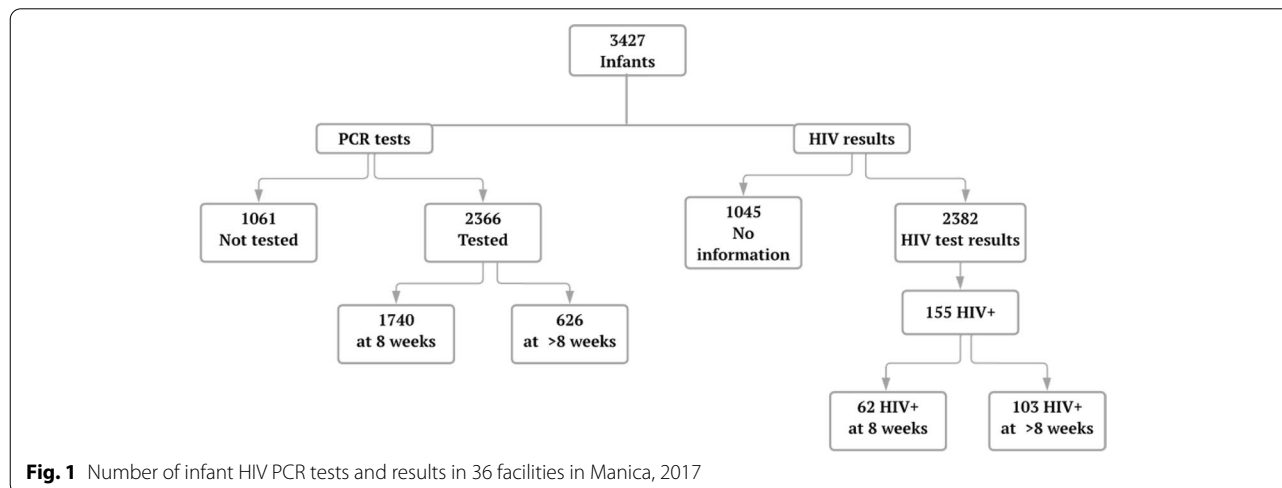 3427
Infants
PCR tests
HIV results
1061
Not tested
2366
Tested
1045
No
information
2382
HIV test results
1740
at 8 weeks
626
at >8 weeks
155 HIV+
62 HIV+
at 8 weeks
103 HIV+
at >8 weeks
Fig. 1 Number of infant HIV PCR tests and results in 36 facilities in Manica, 2017